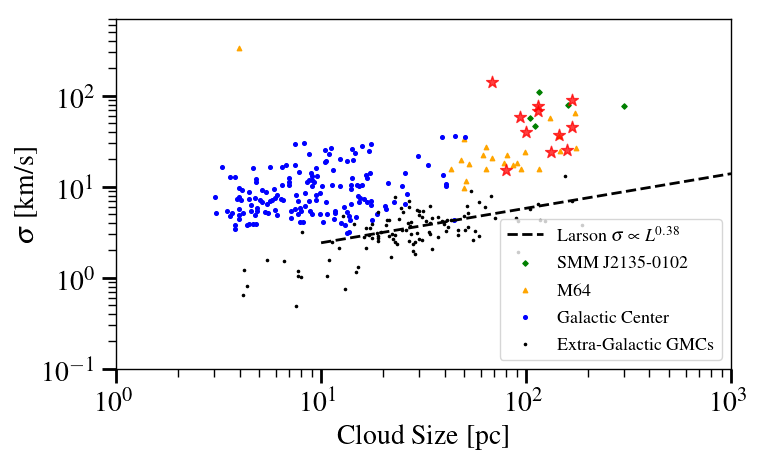 10²
10¹
10⁰
10⁻¹
σ [km/s]
Larson σ ∝ L^0.38
SMM J2135-0102
M64
Galactic Center
Extra-Galactic GMCs
10⁰ 10¹ 10² 10³
Cloud Size [pc]